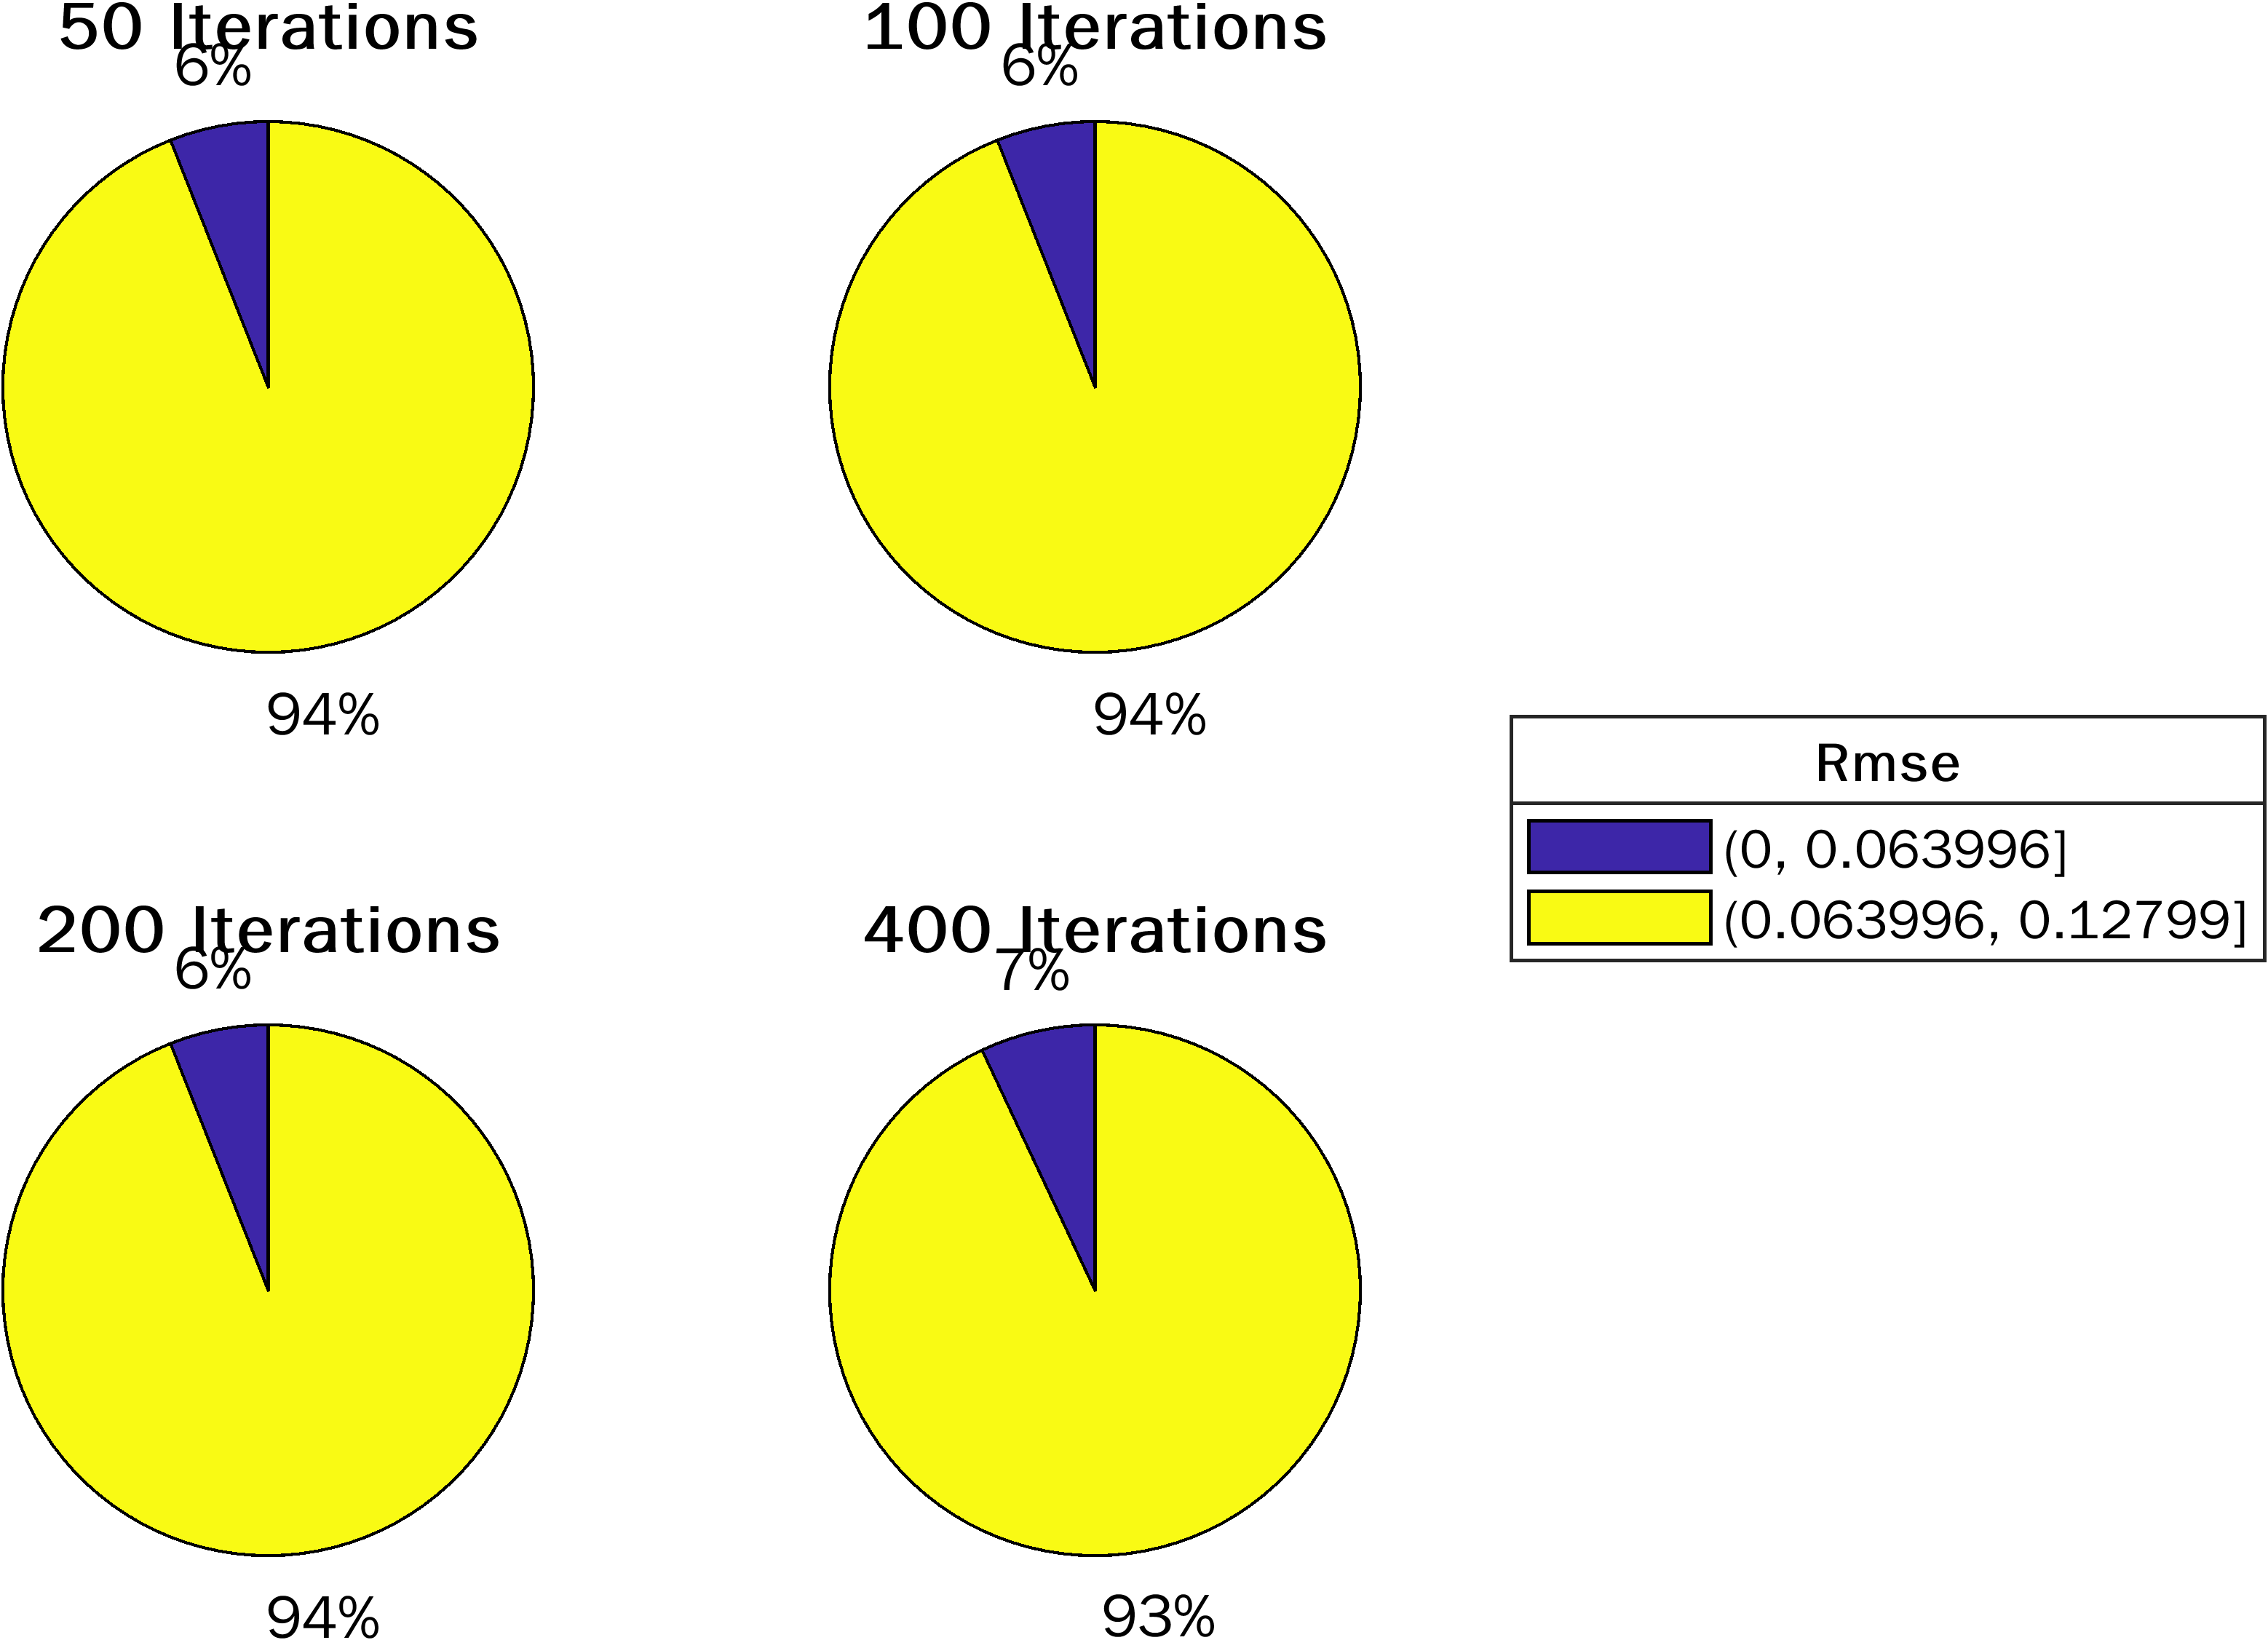 50 Iterations
6%
94%
100 Iterations
6%
94%
200 Iterations
6%
94%
400 Iterations
7%
93%
Rmse
(0, 0.063996]
(0.063996, 0.12799]